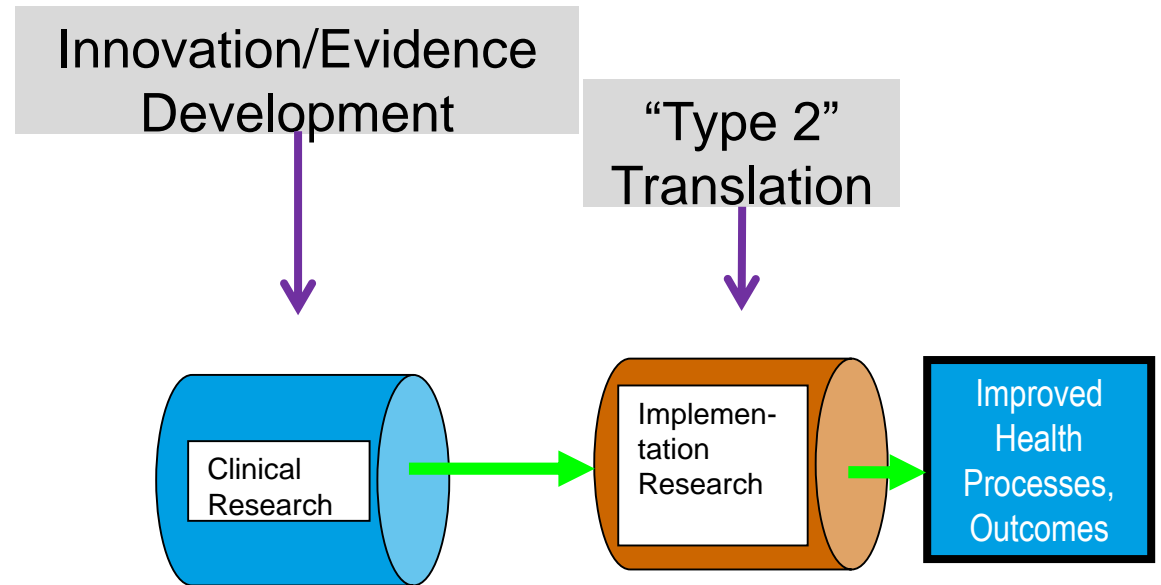 Innovation/Evidence
Development
“Type 2”
Translation
Clinical
Research
Implemen-
tation
Research
Improved
Health
Processes,
Outcomes